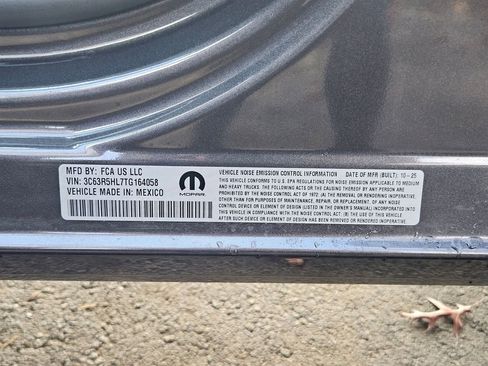 MFD BY: FCA US LLC
VIN: 3C63R5HL7TG164058
VEHICLE MADE IN: MEXICO
MOPAR
VEHICLE NOISE EMISSION CONTROL INFORMATION DATE OF MFR (BUILT): 10-25
THIS VEHICLE CONFORMS TO U.S. EPA REGULATIONS FOR NOISE EMISSION APPLICABLE TO MEDIUM
AND HEAVY TRUCKS. THE FOLLOWING ACTS OR THE CAUSING THEREOF BY ANY PERSON ARE
PROHIBITED BY THE NOISE CONTROL ACT OF 1972: (A) THE REMOVAL OR RENDERING INOPERATIVE,
OTHER THAN FOR PURPOSES OF MAINTENANCE, REPAIR, OR REPLACEMENT, OF ANY NOISE
CONTROL DEVICE OR ELEMENT OF DESIGN (LISTED IN THE OWNER'S MANUAL) INCORPORATED INTO
THIS VEHICLE IN COMPLIANCE WITH THE NOISE CONTROL ACT; (B) THE USE OF THIS VEHICLE
AFTER SUCH DEVICE OR ELEMENT OF DESIGN HAS BEEN REMOVED OR RENDERED INOPERATIVE.